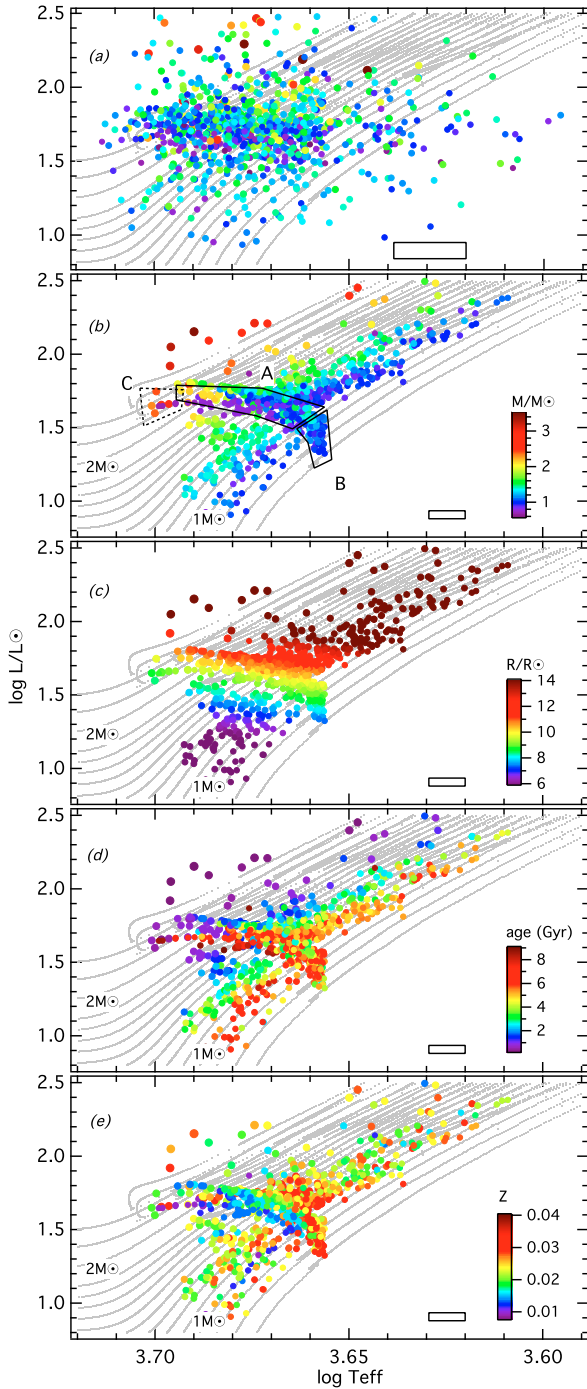 2.5
(a)
2.0
1.5
1.0
2.5
(b)
2.0
A
C
M/M⊙
1.5
3
2
1
B
2M⊙
1.0
1M⊙
2.5
(c)
2.0
log L/L⊙
R/R⊙
14
12
10
8
6
1.5
2M⊙
1.0
1M⊙
2.5
(d)
2.0
age (Gyr)
8
6
4
2
1.5
2M⊙
1.0
1M⊙
2.5
(e)
2.0
Z
0.04
0.03
0.02
0.01
1.5
2M⊙
1.0
1M⊙
3.70
3.65
3.60
log Teff